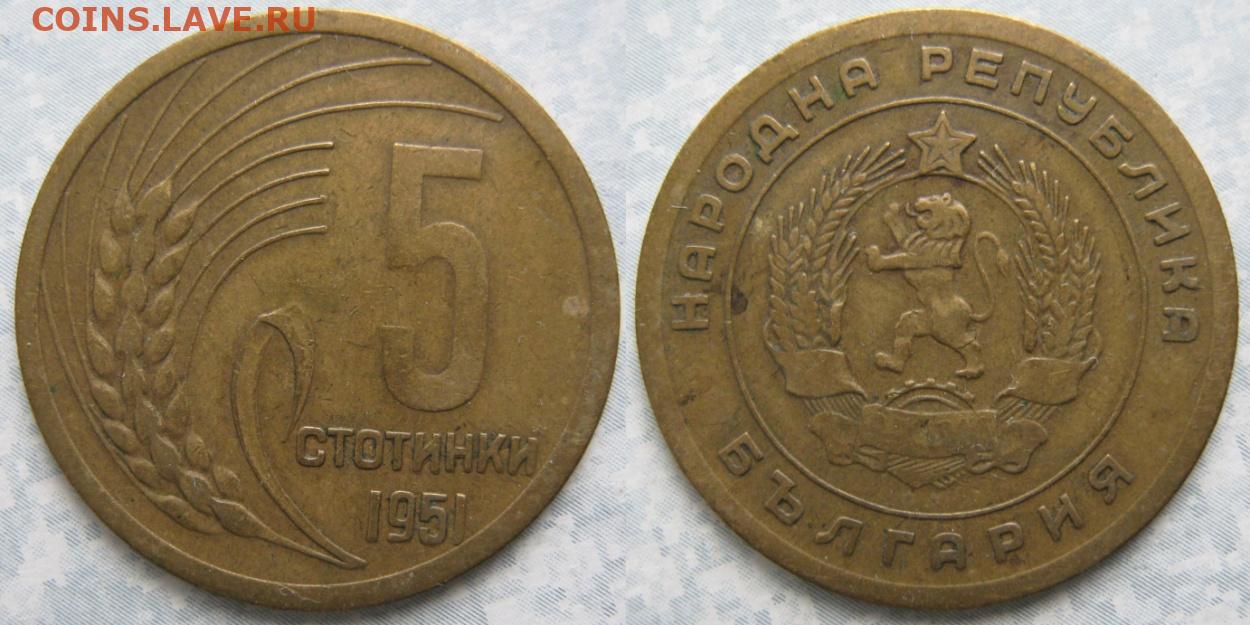 COINS.LAVE.RU
5
СТОТИНКИ
1951
НАРОДНА РЕПУБЛИКА
БЪЛГАРИЯ